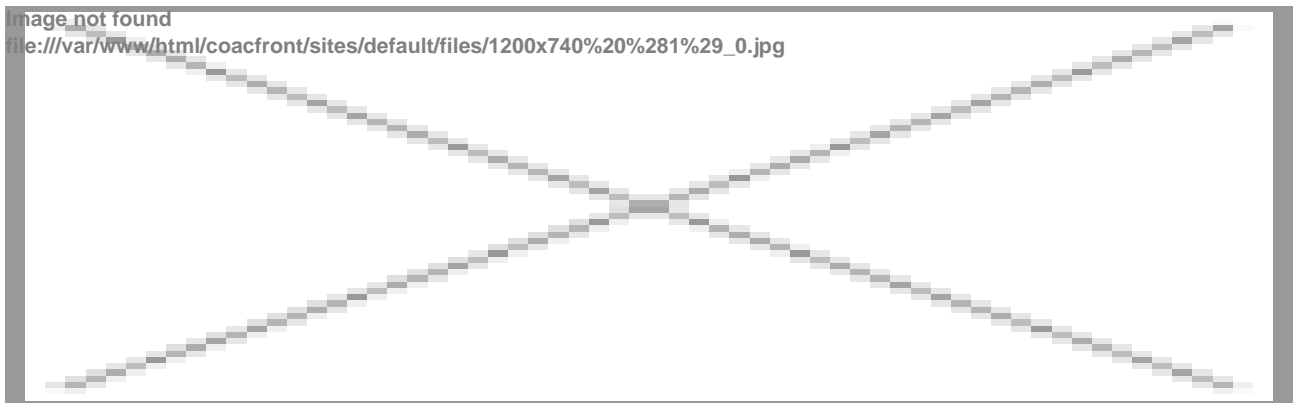 Image not found
file:///var/www/html/coacfront/sites/default/files/1200x740%20%281%29_0.jpg